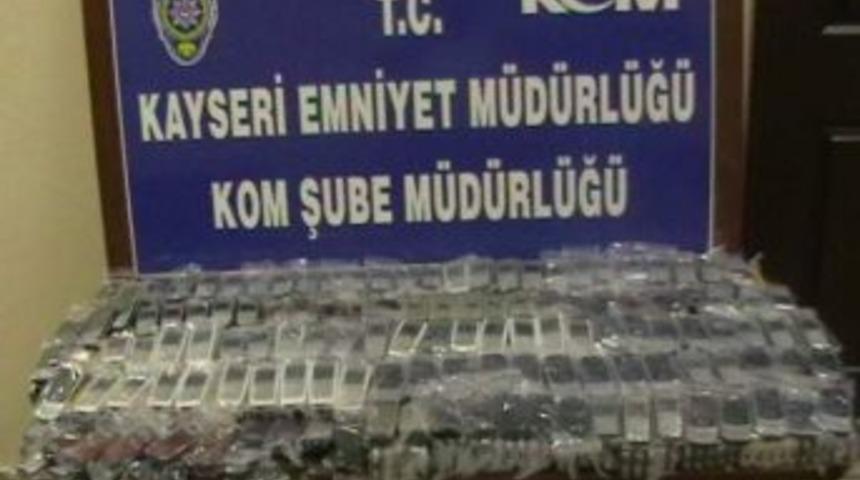 T.C.
KOM
KAYSERİ EMNİYET MÜDÜRLÜĞÜ
KOM ŞUBE MÜDÜRLÜĞÜ